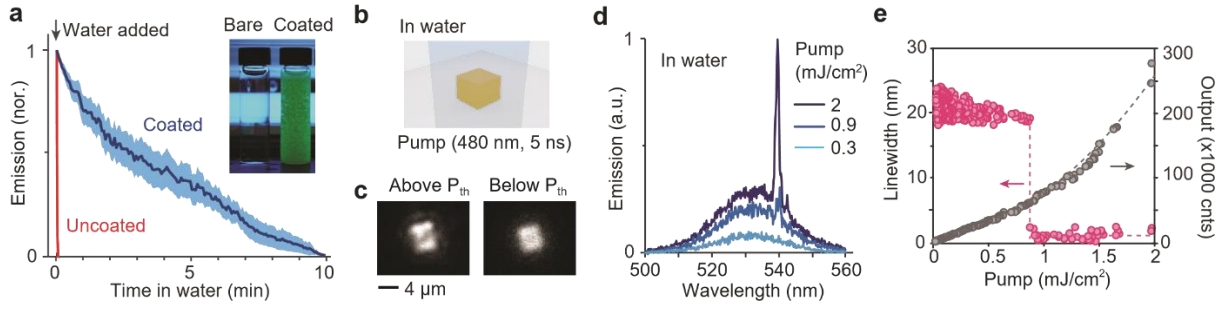 a
Water added
Bare Coated
1
Emission (nor.)
Coated
Uncoated
0
0 5 10
Time in water (min)
b
In water
Pump (480 nm, 5 ns)
c
Above Pth Below Pth
4 µm
d
1
In water
Pump
(mJ/cm²)
2
0.9
0.3
Emission (a.u.)
0
500 520 540 560
Wavelength (nm)
e
30
20
10
0
Linewidth (nm)
300
200
100
0
Output (x1000 cnts)
0 0.5 1 1.5 2
Pump (mJ/cm²)